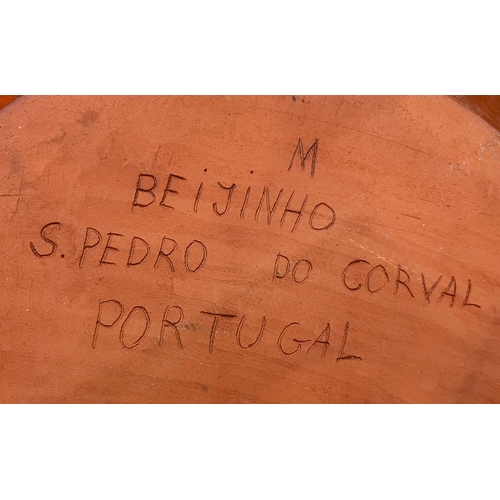 M
BEiJiNHO
S. PEDRO DO CORVAL
PORTUGAL